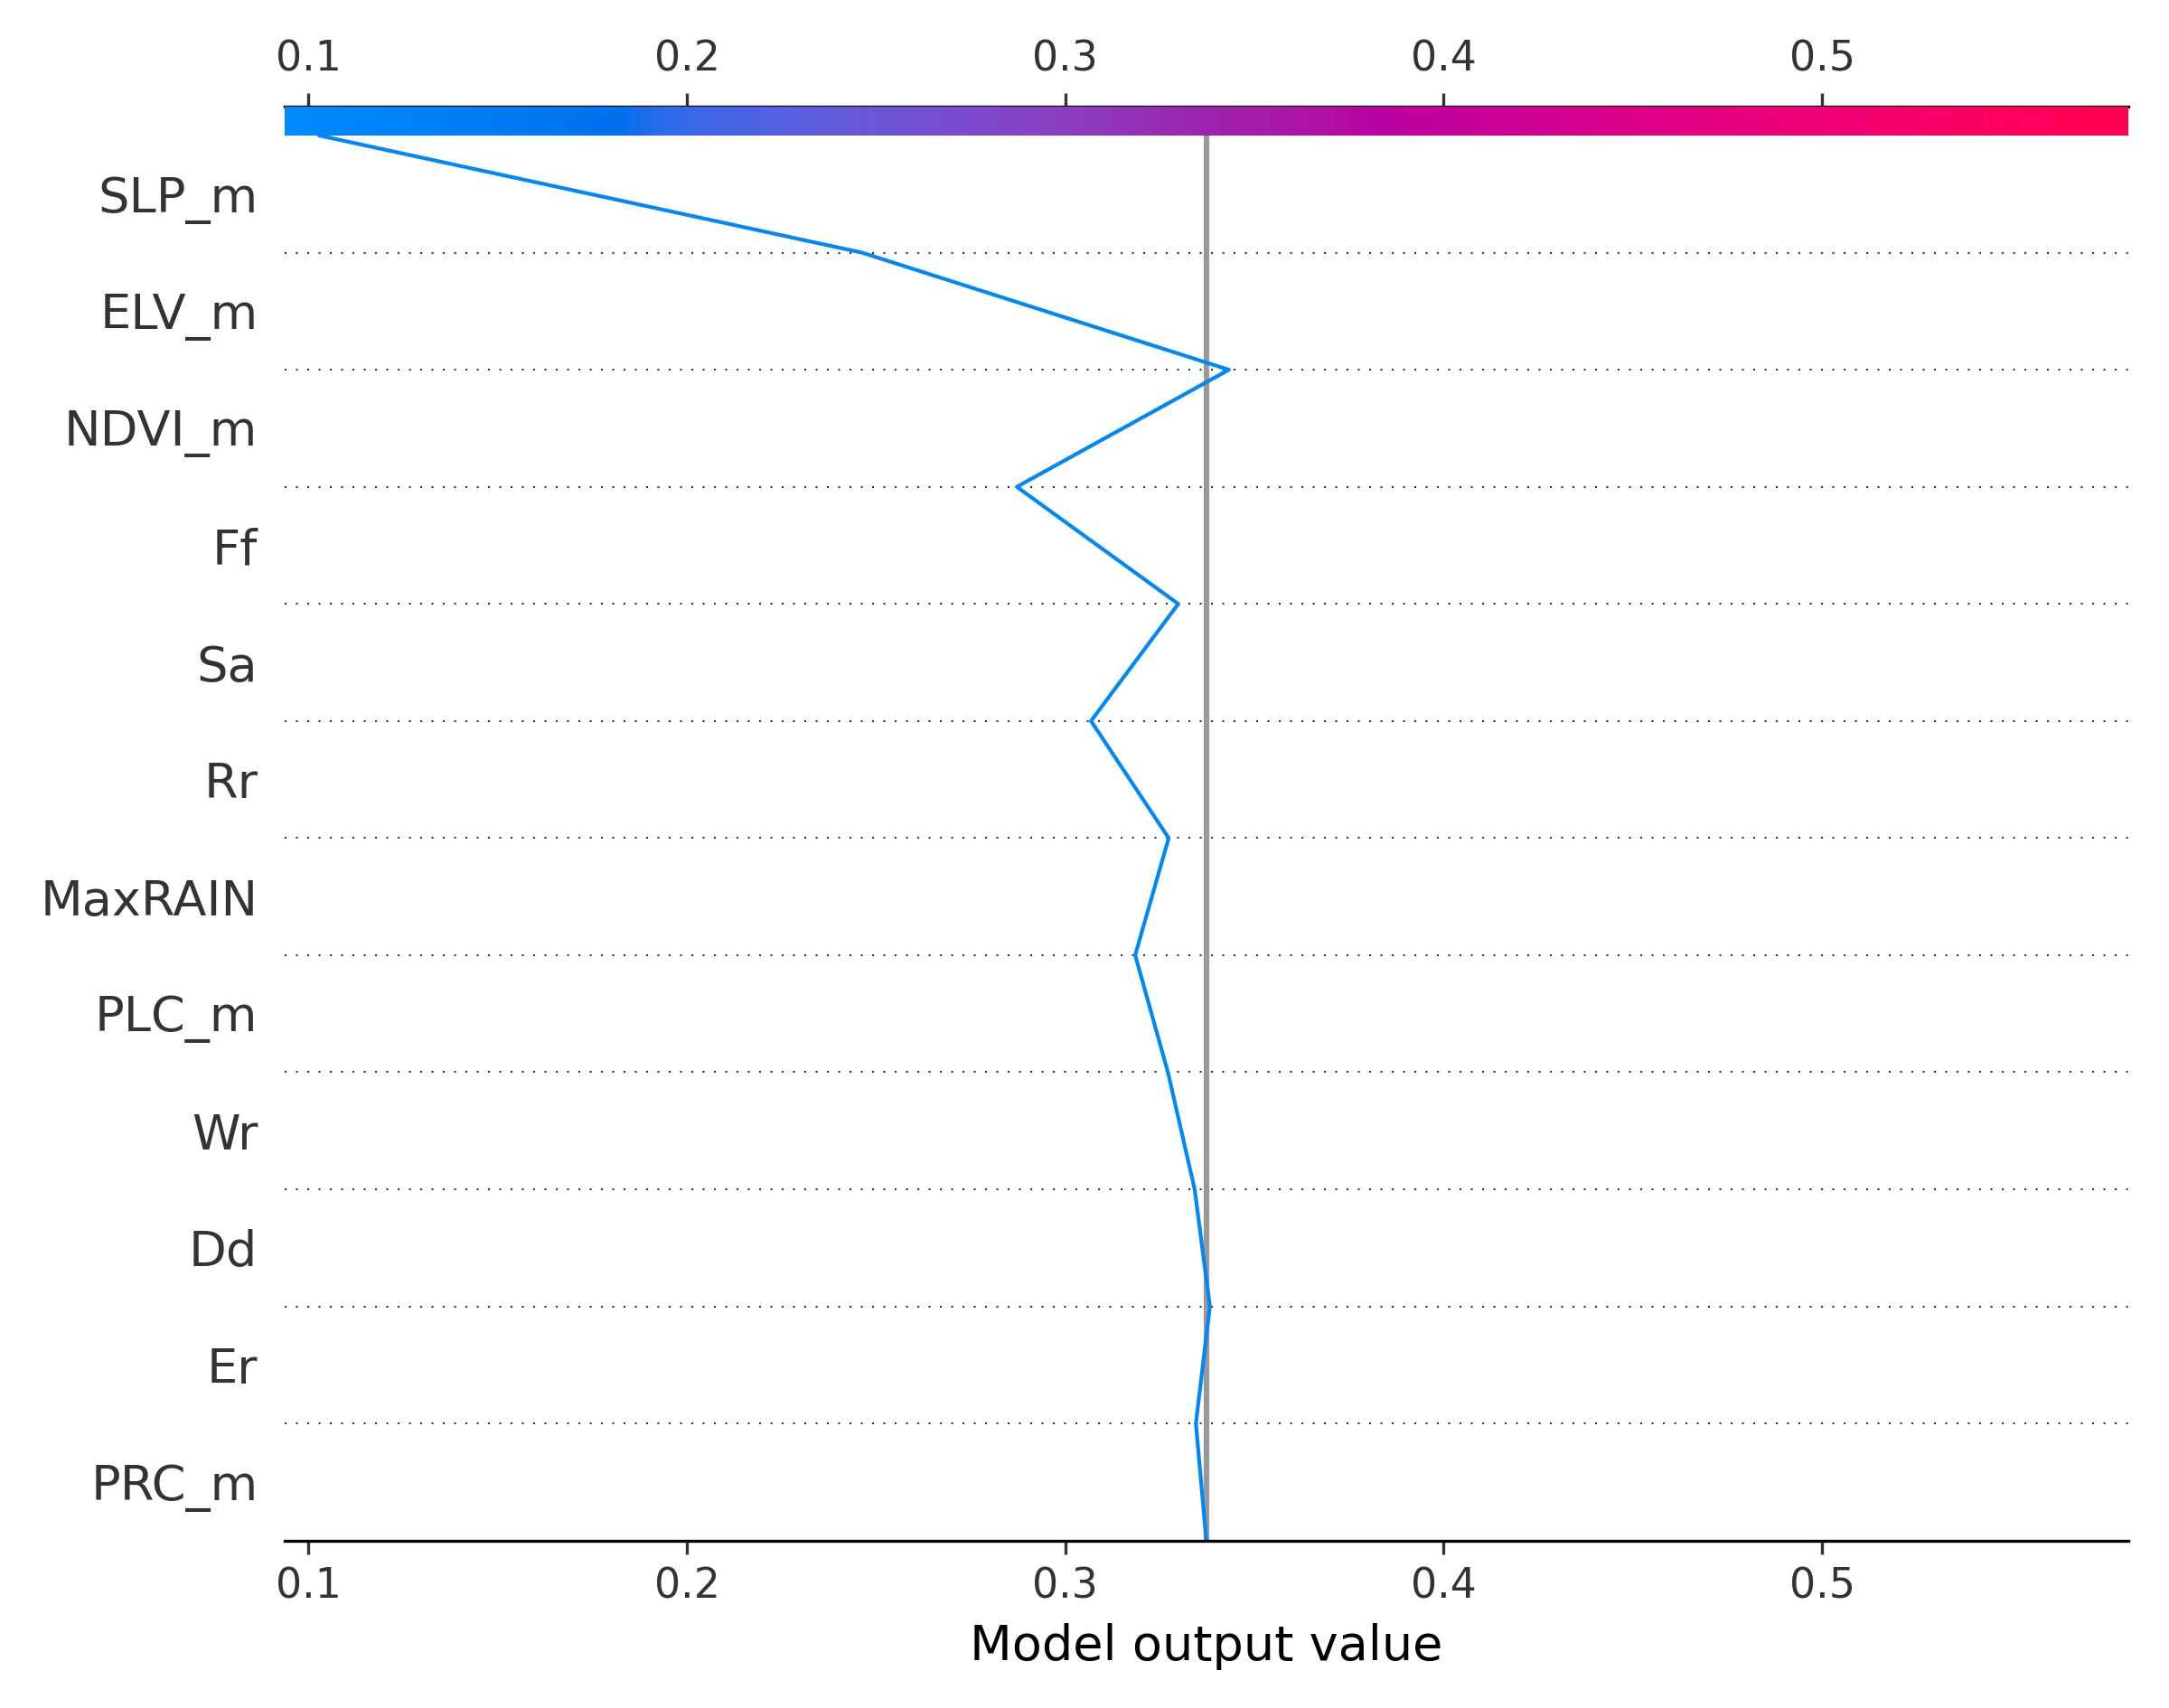 0.1 0.2 0.3 0.4 0.5
SLP_m
ELV_m
NDVI_m
Ff
Sa
Rr
MaxRAIN
PLC_m
Wr
Dd
Er
PRC_m
0.1 0.2 0.3 0.4 0.5
Model output value